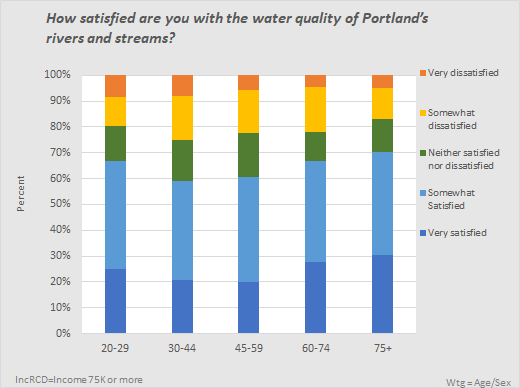 How satisfied are you with the water quality of Portland's
rivers and streams?
100%
90%
80%
70%
60%
50%
40%
30%
20%
10%
0%
Percent
20-29
30-44
45-59
60-74
75+
Very dissatisfied
Somewhat
dissatisfied
Neither satisfied
nor dissatisfied
Somewhat
Satisfied
Very satisfied
IncRCD=Income 75K or more
Wtg = Age/Sex